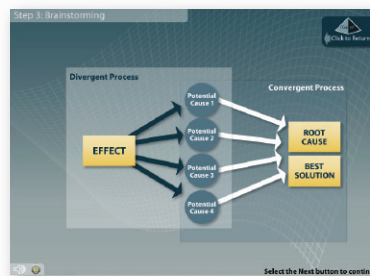 Step 3: Brainstorming
Click to Return
Divergent Process
Convergent Process
EFFECT
Potential
Cause 1
Potential
Cause 2
Potential
Cause 3
Potential
Cause 4
ROOT
CAUSE
BEST
SOLUTION
Select the Next button to contin